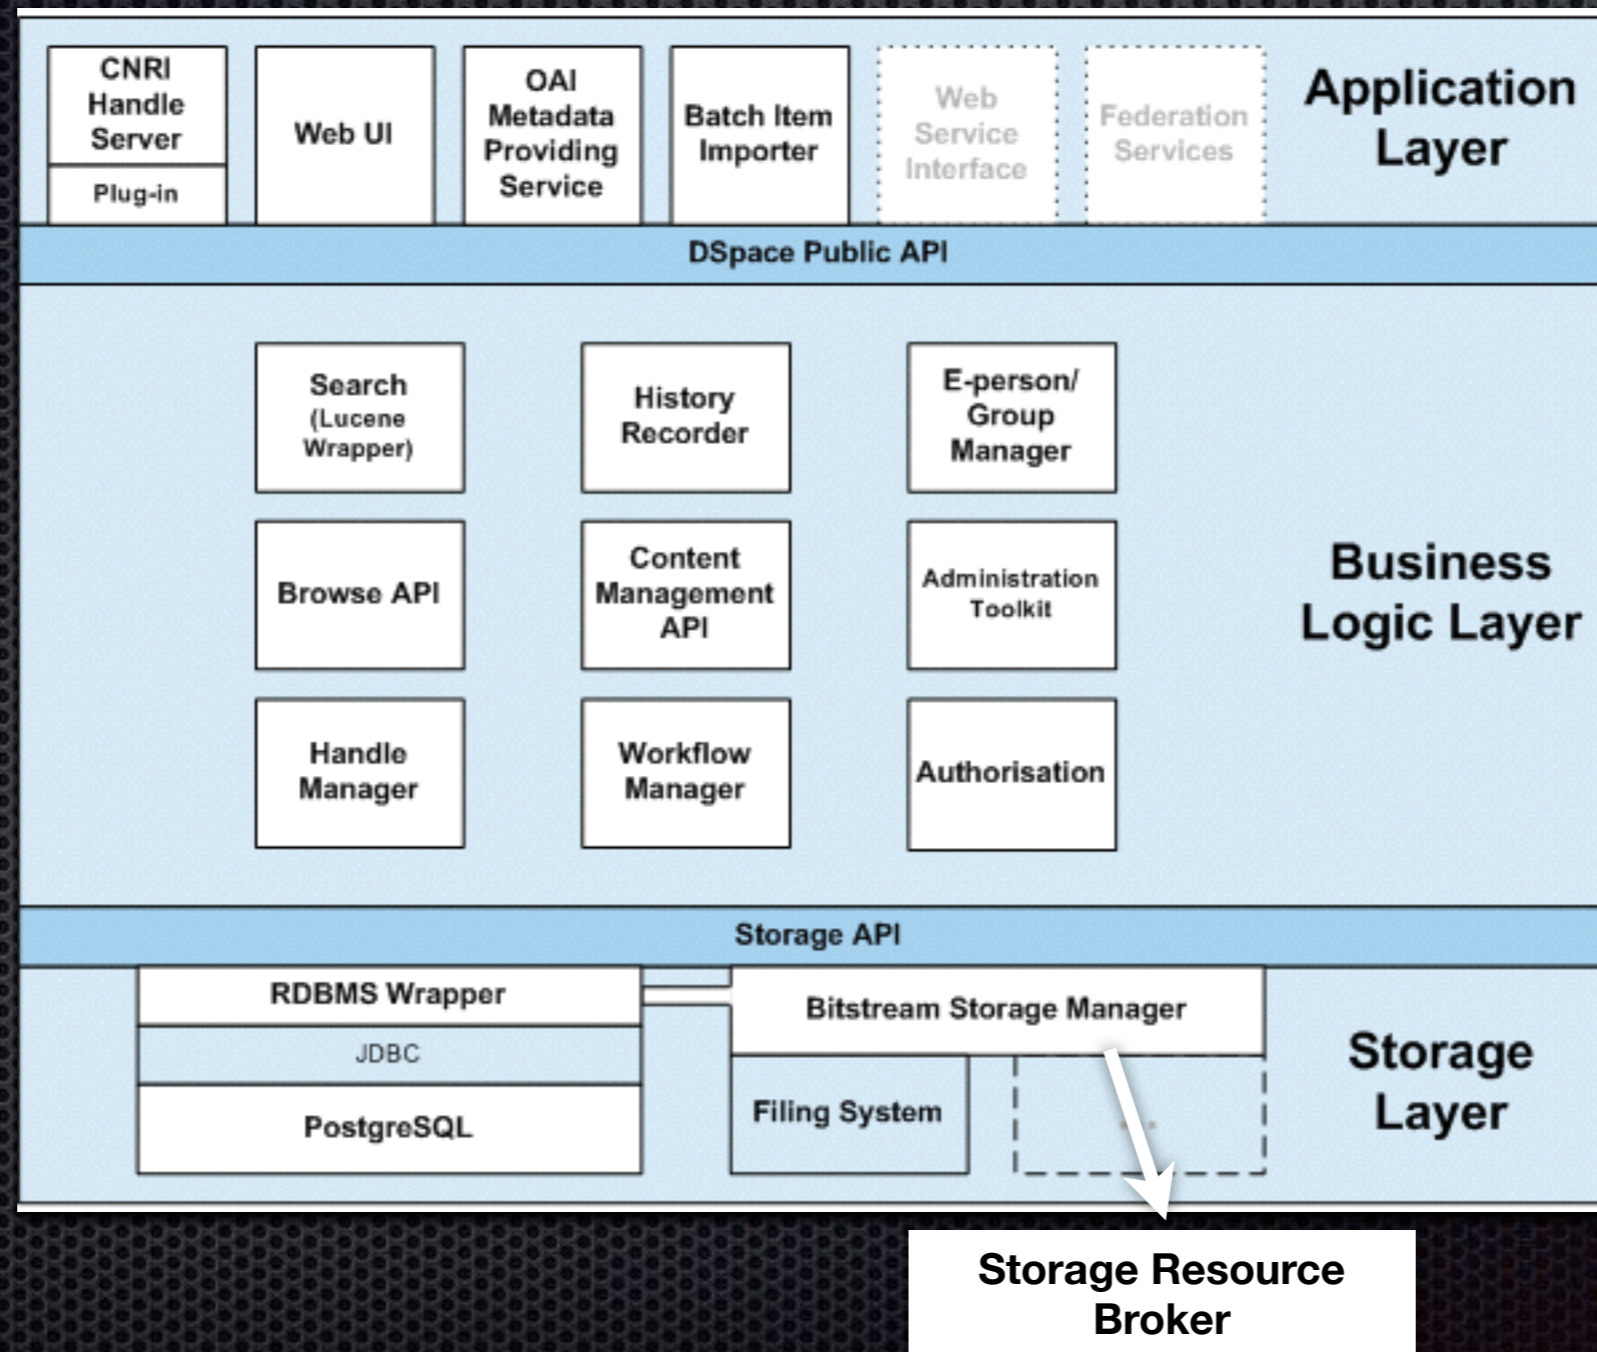 CNRI
Handle
Server
Plug-in
Web UI
OAI
Metadata
Providing
Service
Batch Item
Importer
Web
Service
Interface
Federation
Services
Application
Layer
DSpace Public API
Search
(Lucene
Wrapper)
History
Recorder
E-person/
Group
Manager
Browse API
Content
Management
API
Administration
Toolkit
Business
Logic Layer
Handle
Manager
Workflow
Manager
Authorisation
Storage API
RDBMS Wrapper
JDBC
PostgreSQL
Bitstream Storage Manager
Filing System
...
Storage
Layer
Storage Resource
Broker